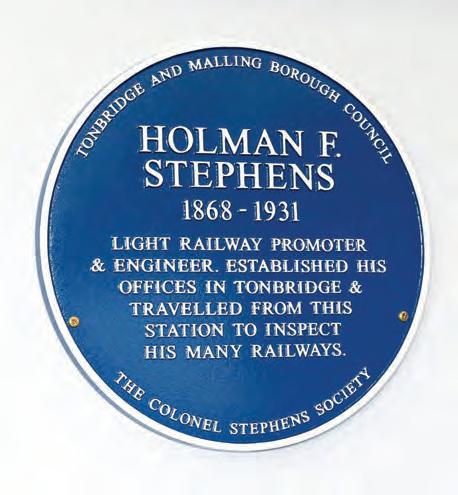 TONBRIDGE AND MALLING BOROUGH COUNCIL
HOLMAN F.
STEPHENS
1868 - 1931
LIGHT RAILWAY PROMOTER
& ENGINEER. ESTABLISHED HIS
OFFICES IN TONBRIDGE &
TRAVELLED FROM THIS
STATION TO INSPECT
HIS MANY RAILWAYS.
THE COLONEL STEPHENS SOCIETY